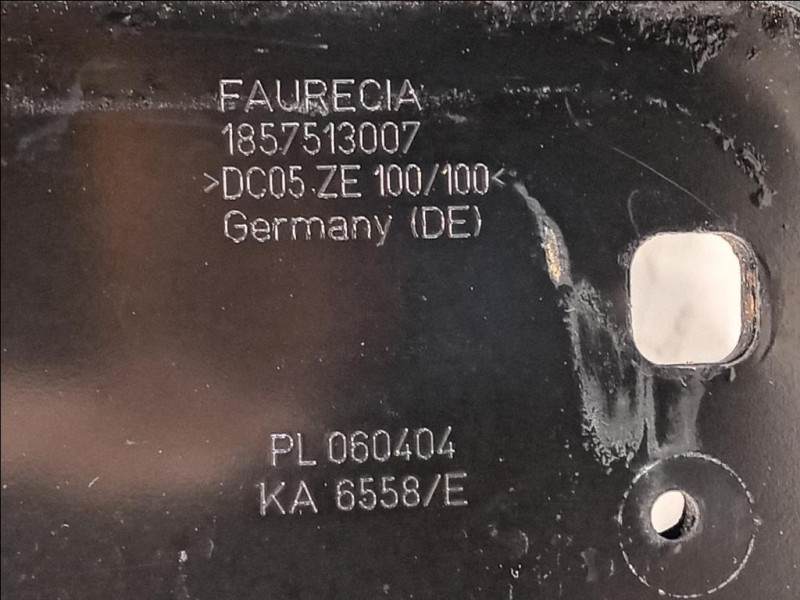 FAURECIA
1857513007
>DC05 ZE 100/100<
Germany (DE)
PL 060404
KA 6558/E